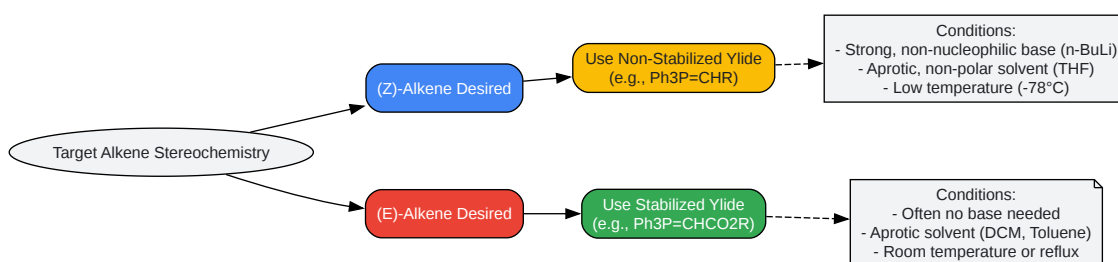 Target Alkene Stereochemistry
(Z)-Alkene Desired
Use Non-Stabilized Ylide
(e.g., Ph3P=CHR)
Conditions:
- Strong, non-nucleophilic base (n-BuLi)
- Aprotic, non-polar solvent (THF)
- Low temperature (-78°C)
(E)-Alkene Desired
Use Stabilized Ylide
(e.g., Ph3P=CHCO2R)
Conditions:
- Often no base needed
- Aprotic solvent (DCM, Toluene)
- Room temperature or reflux